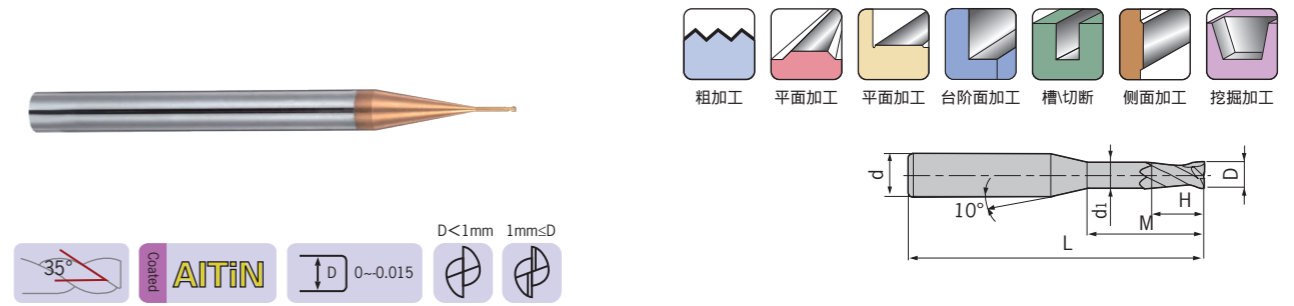 粗加工
平面加工
平面加工
台阶面加工
槽\切断
侧面加工
挖掘加工
d
10°
d1
H
M
L
D
D<1mm
1mm≤D
35°
Coated
AlTiN
D
0~-0.015